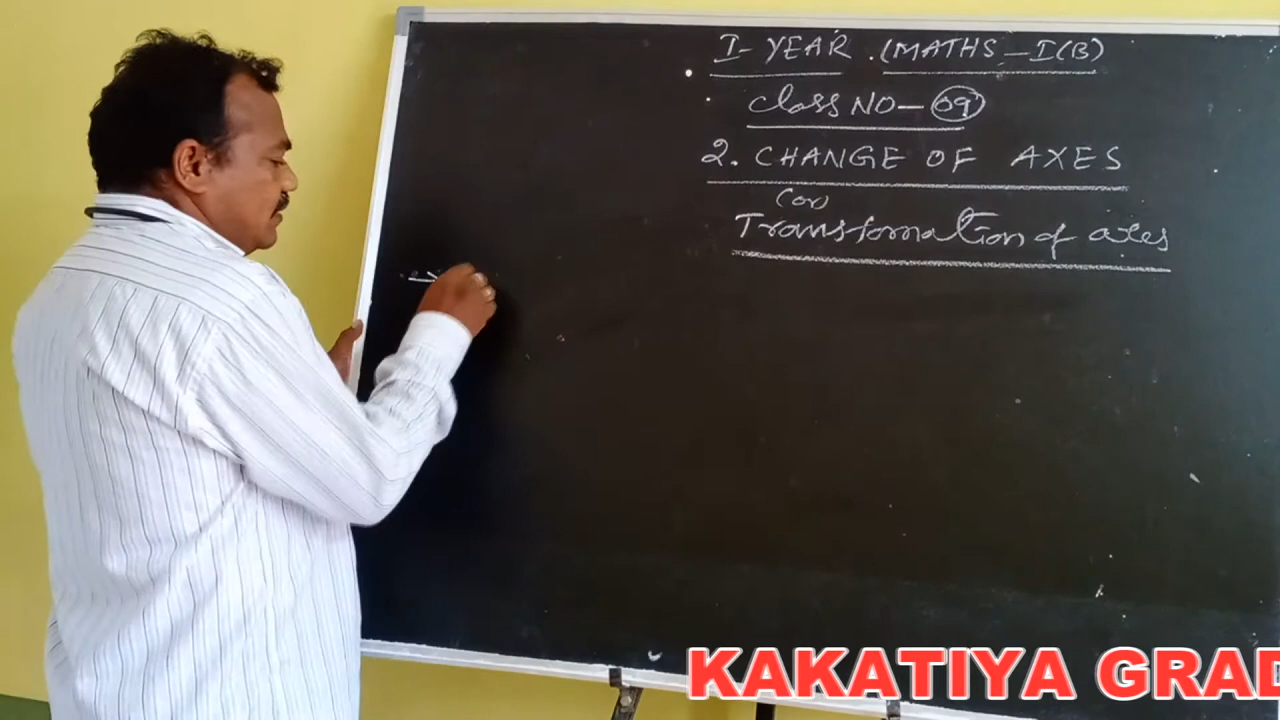 I-YEAR (MATHS-I(B)
Class NO-09
2. CHANGE OF AXES
(or)
Transformation of axes
KAKATIYA GRAD